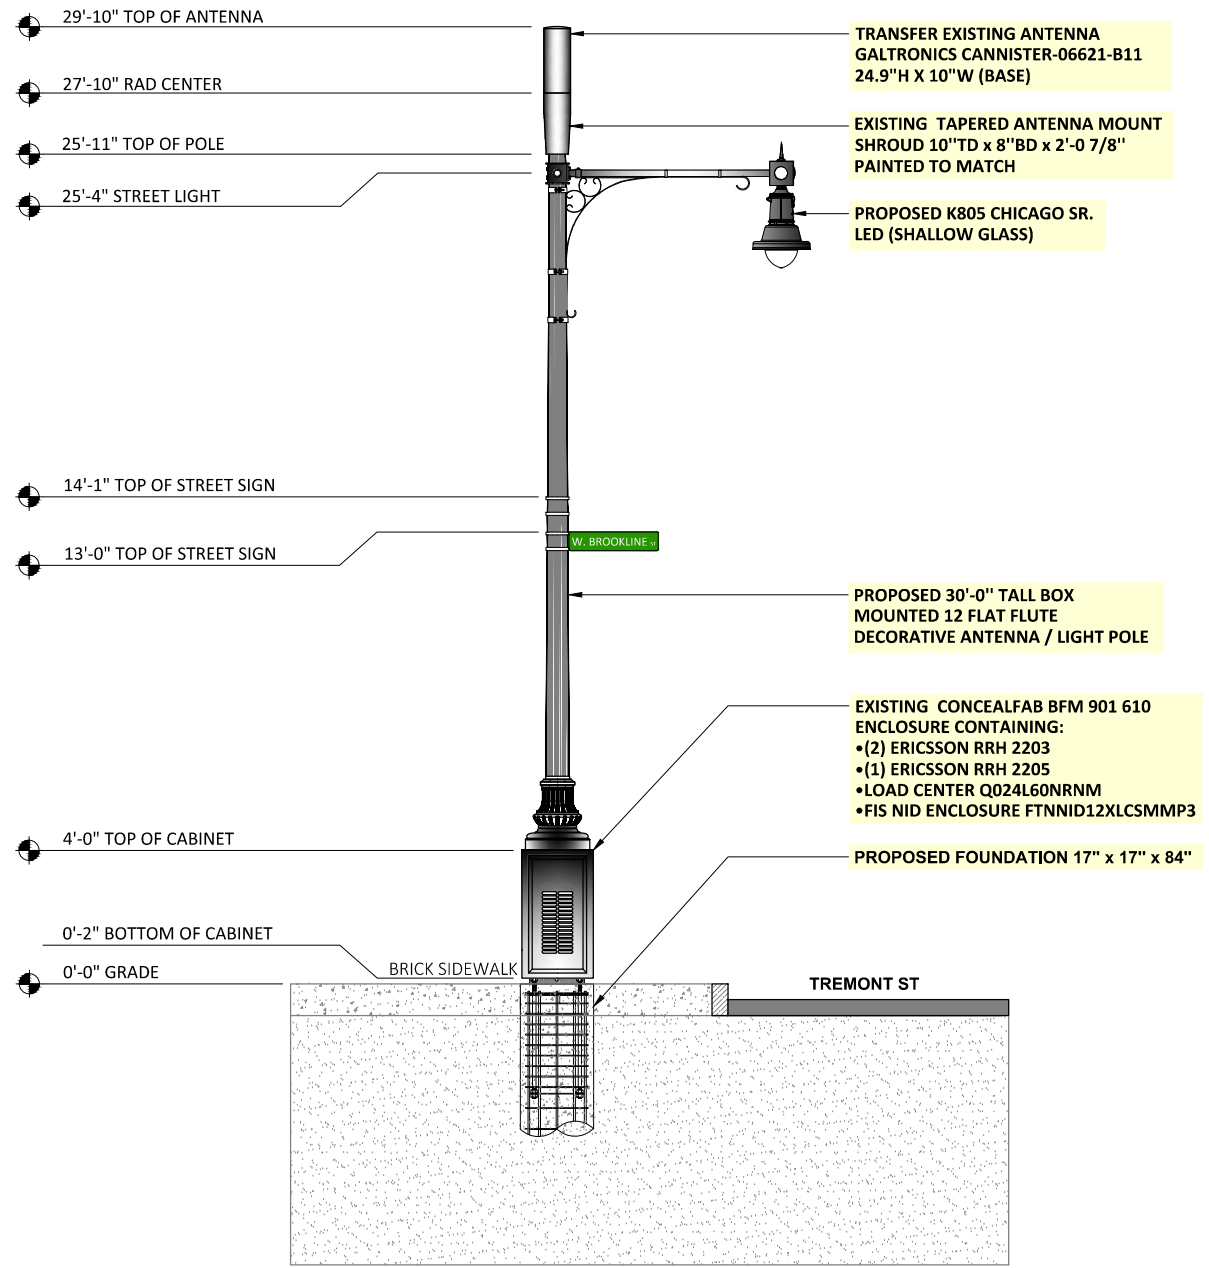 29'-10" TOP OF ANTENNA
27'-10" RAD CENTER
25'-11" TOP OF POLE
25'-4" STREET LIGHT
14'-1" TOP OF STREET SIGN
13'-0" TOP OF STREET SIGN
4'-0" TOP OF CABINET
0'-2" BOTTOM OF CABINET
0'-0" GRADE
BRICK SIDEWALK
W. BROOKLINE ST
TRANSFER EXISTING ANTENNA
GALTRONICS CANNISTER-06621-B11
24.9"H X 10"W (BASE)
EXISTING TAPERED ANTENNA MOUNT
SHROUD 10''TD x 8''BD x 2'-0 7/8''
PAINTED TO MATCH
PROPOSED K805 CHICAGO SR.
LED (SHALLOW GLASS)
PROPOSED 30'-0'' TALL BOX
MOUNTED 12 FLAT FLUTE
DECORATIVE ANTENNA / LIGHT POLE
EXISTING CONCEALFAB BFM 901 610
ENCLOSURE CONTAINING:
•(2) ERICSSON RRH 2203
•(1) ERICSSON RRH 2205
•LOAD CENTER Q024L60NRNM
•FIS NID ENCLOSURE FTNNID12XLCSMMP3
PROPOSED FOUNDATION 17" x 17" x 84"
TREMONT ST